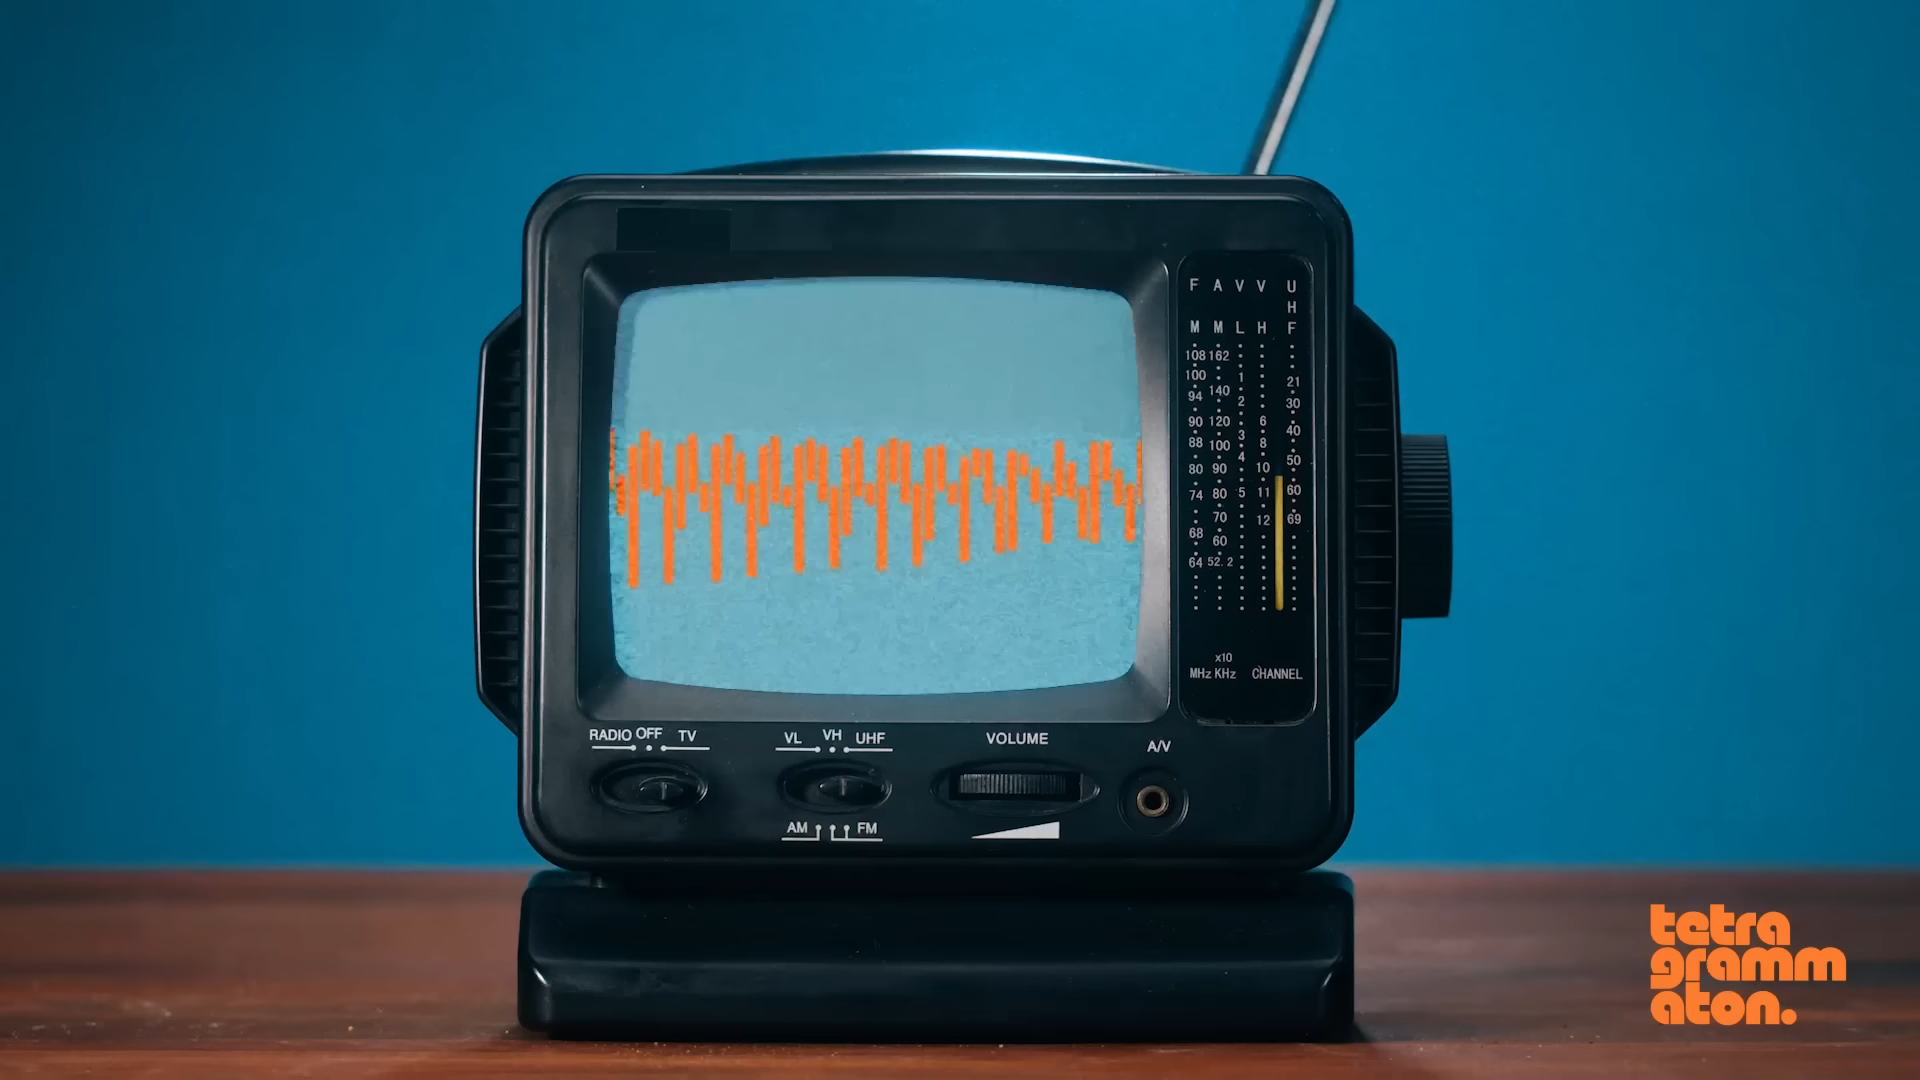 F A V V U
H
M M L H F
108 162
100
1
21
94
140
2
30
90 120
6
40
88
100
3
8
4
50
80
90
10
74
80
5
11
60
70
12
69
68
60
64 52.2
x10
MHz KHz CHANNEL
RADIO OFF TV
VL VH UHF
VOLUME
A/V
AM FM
tetra
gramm
aton.